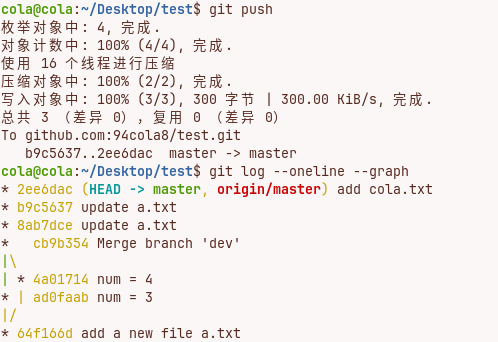 cola@cola:~/Desktop/test$ git push
枚举对象中: 4, 完成.
对象计数中: 100% (4/4), 完成.
使用 16 个线程进行压缩
压缩对象中: 100% (2/2), 完成.
写入对象中: 100% (3/3), 300 字节 | 300.00 KiB/s, 完成.
总共 3 （差异 0），复用 0 （差异 0）
To github.com:94cola8/test.git
   b9c5637..2ee6dac  master -> master
cola@cola:~/Desktop/test$ git log --oneline --graph
* 2ee6dac (HEAD -> master, origin/master) add cola.txt
* b9c5637 update a.txt
* 8ab7dce update a.txt
*   cb9b354 Merge branch 'dev'
|\
| * 4a01714 num = 4
* | ad0faab num = 3
|/
* 64f166d add a new file a.txt